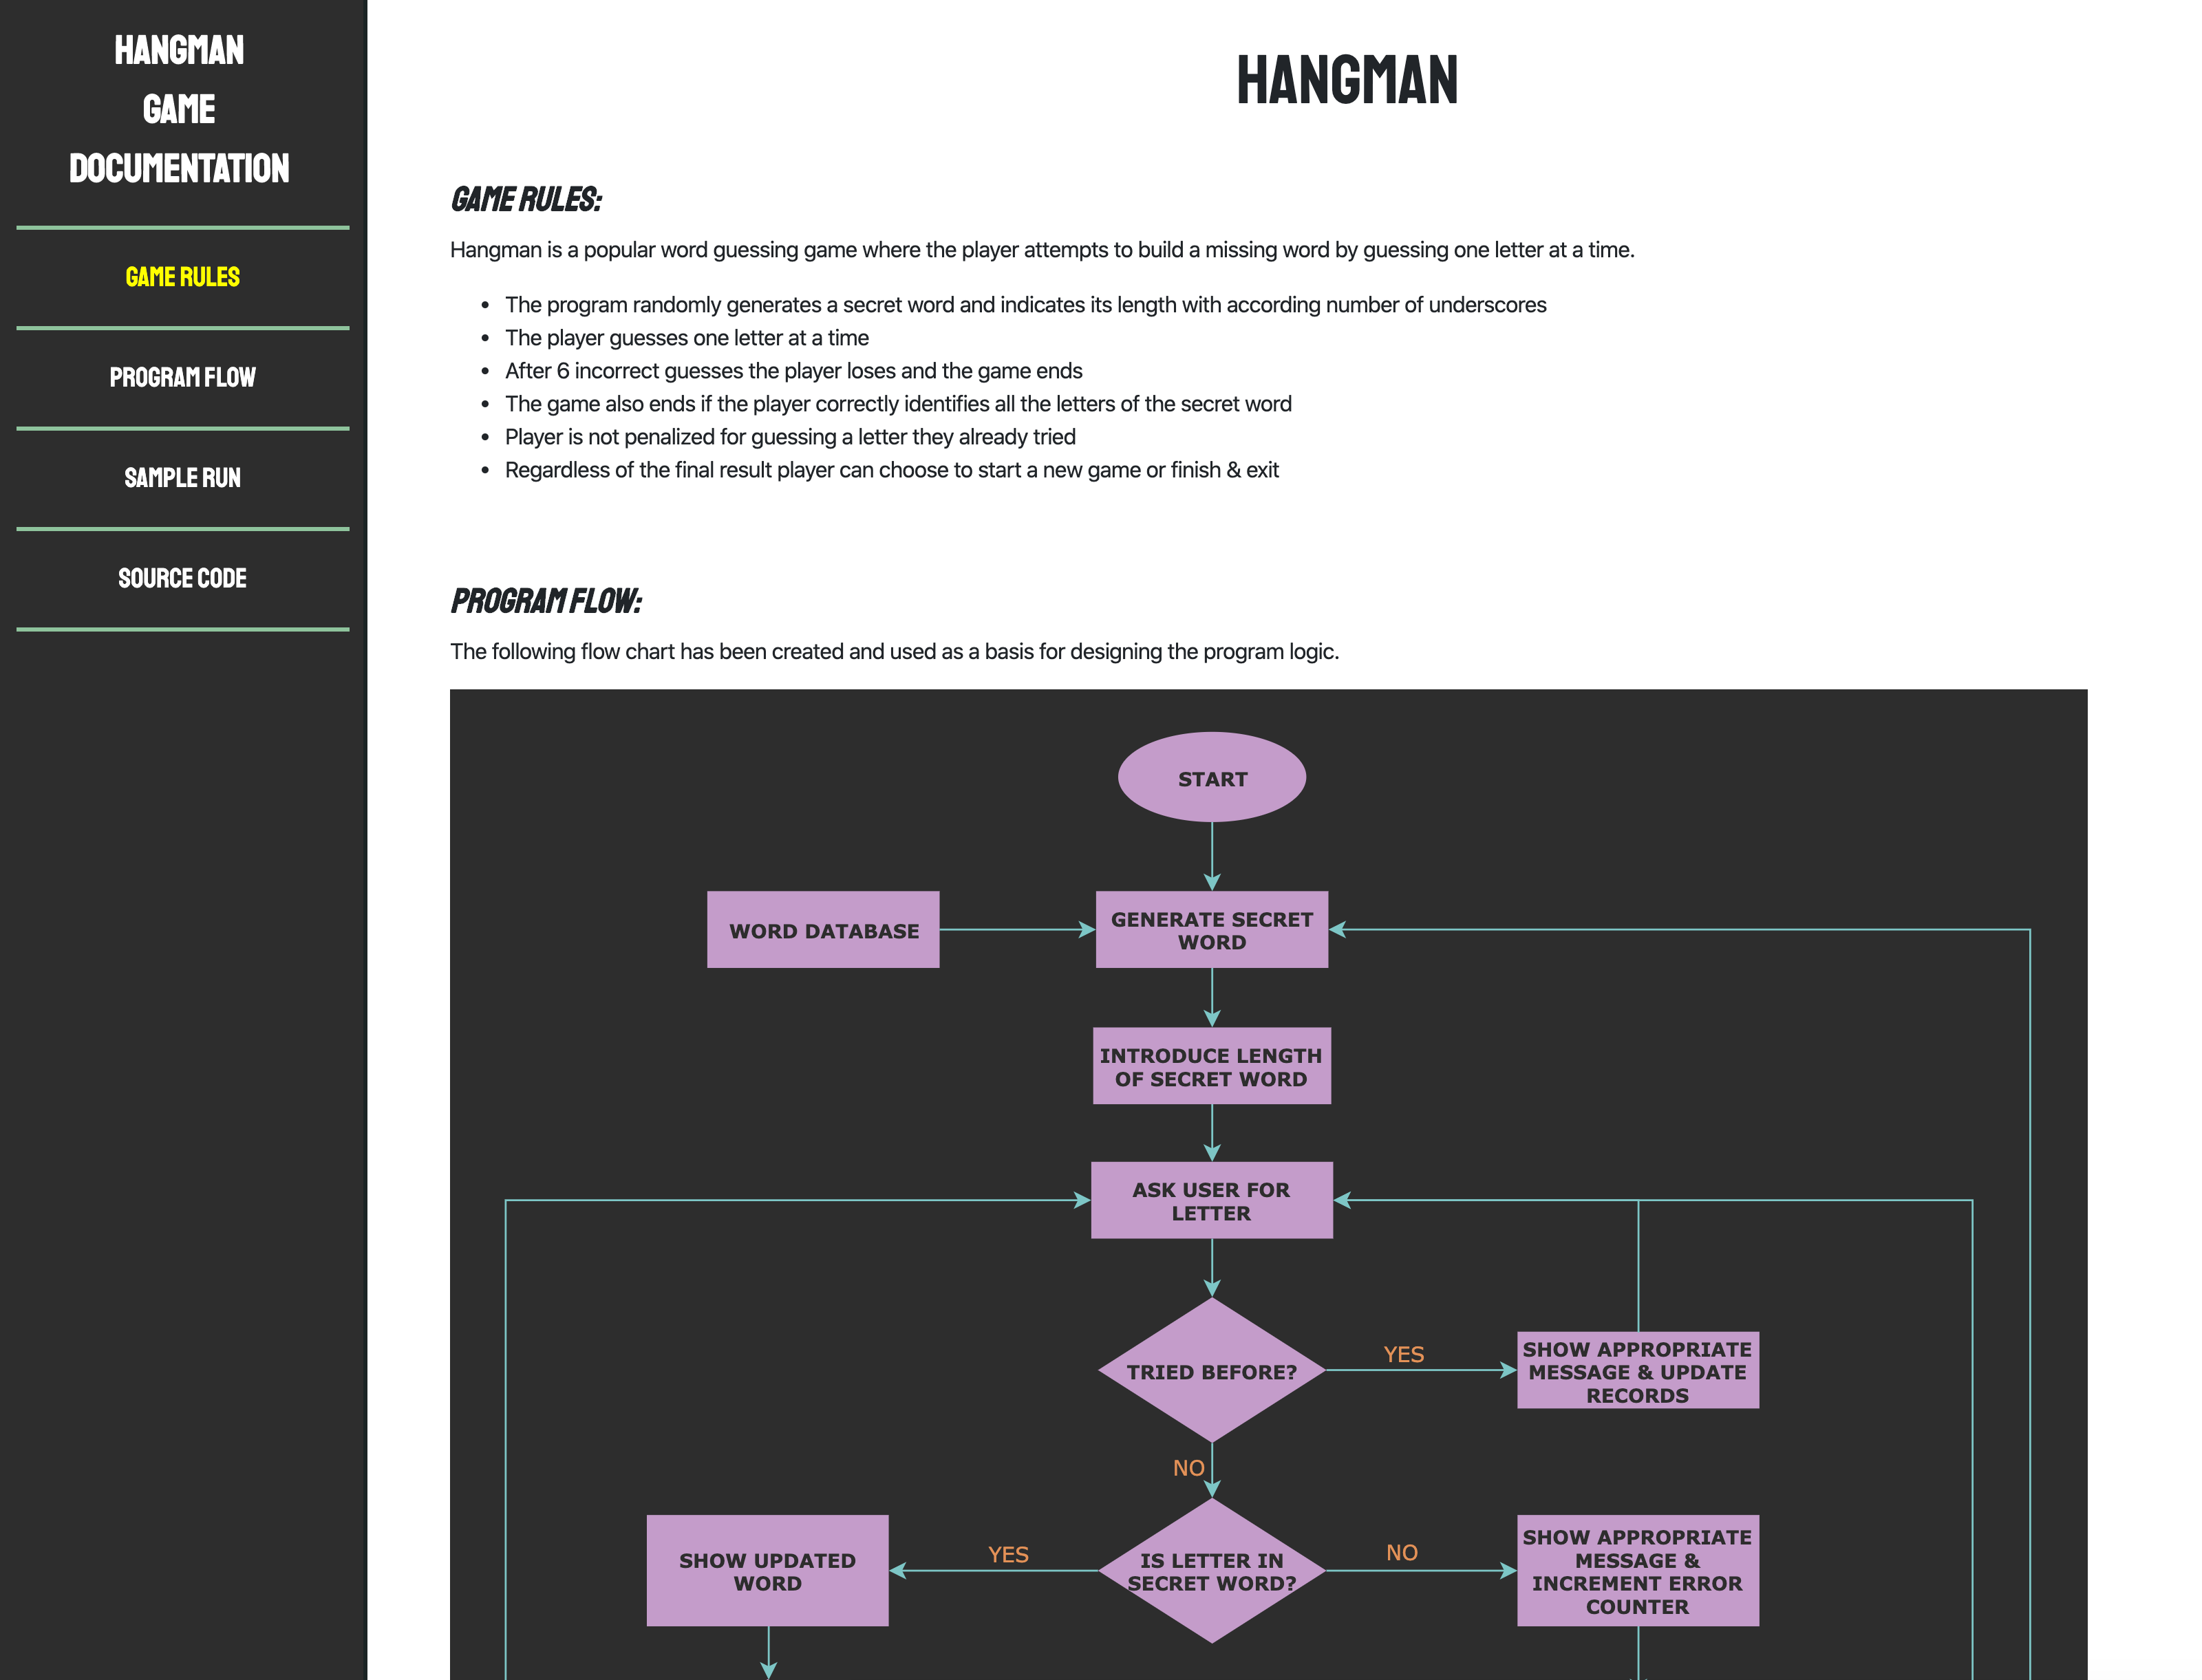 HANGMAN
GAME
DOCUMENTATION
GAME RULES
PROGRAM FLOW
SAMPLE RUN
SOURCE CODE
HANGMAN
GAME RULES:
Hangman is a popular word guessing game where the player attempts to build a missing word by guessing one letter at a time.
• The program randomly generates a secret word and indicates its length with according number of underscores
• The player guesses one letter at a time
• After 6 incorrect guesses the player loses and the game ends
• The game also ends if the player correctly identifies all the letters of the secret word
• Player is not penalized for guessing a letter they already tried
• Regardless of the final result player can choose to start a new game or finish & exit
PROGRAM FLOW:
The following flow chart has been created and used as a basis for designing the program logic.
START
WORD DATABASE
GENERATE SECRET
WORD
INTRODUCE LENGTH
OF SECRET WORD
ASK USER FOR
LETTER
TRIED BEFORE?
YES
SHOW APPROPRIATE
MESSAGE & UPDATE
RECORDS
NO
SHOW UPDATED
WORD
YES
IS LETTER IN
SECRET WORD?
NO
SHOW APPROPRIATE
MESSAGE &
INCREMENT ERROR
COUNTER